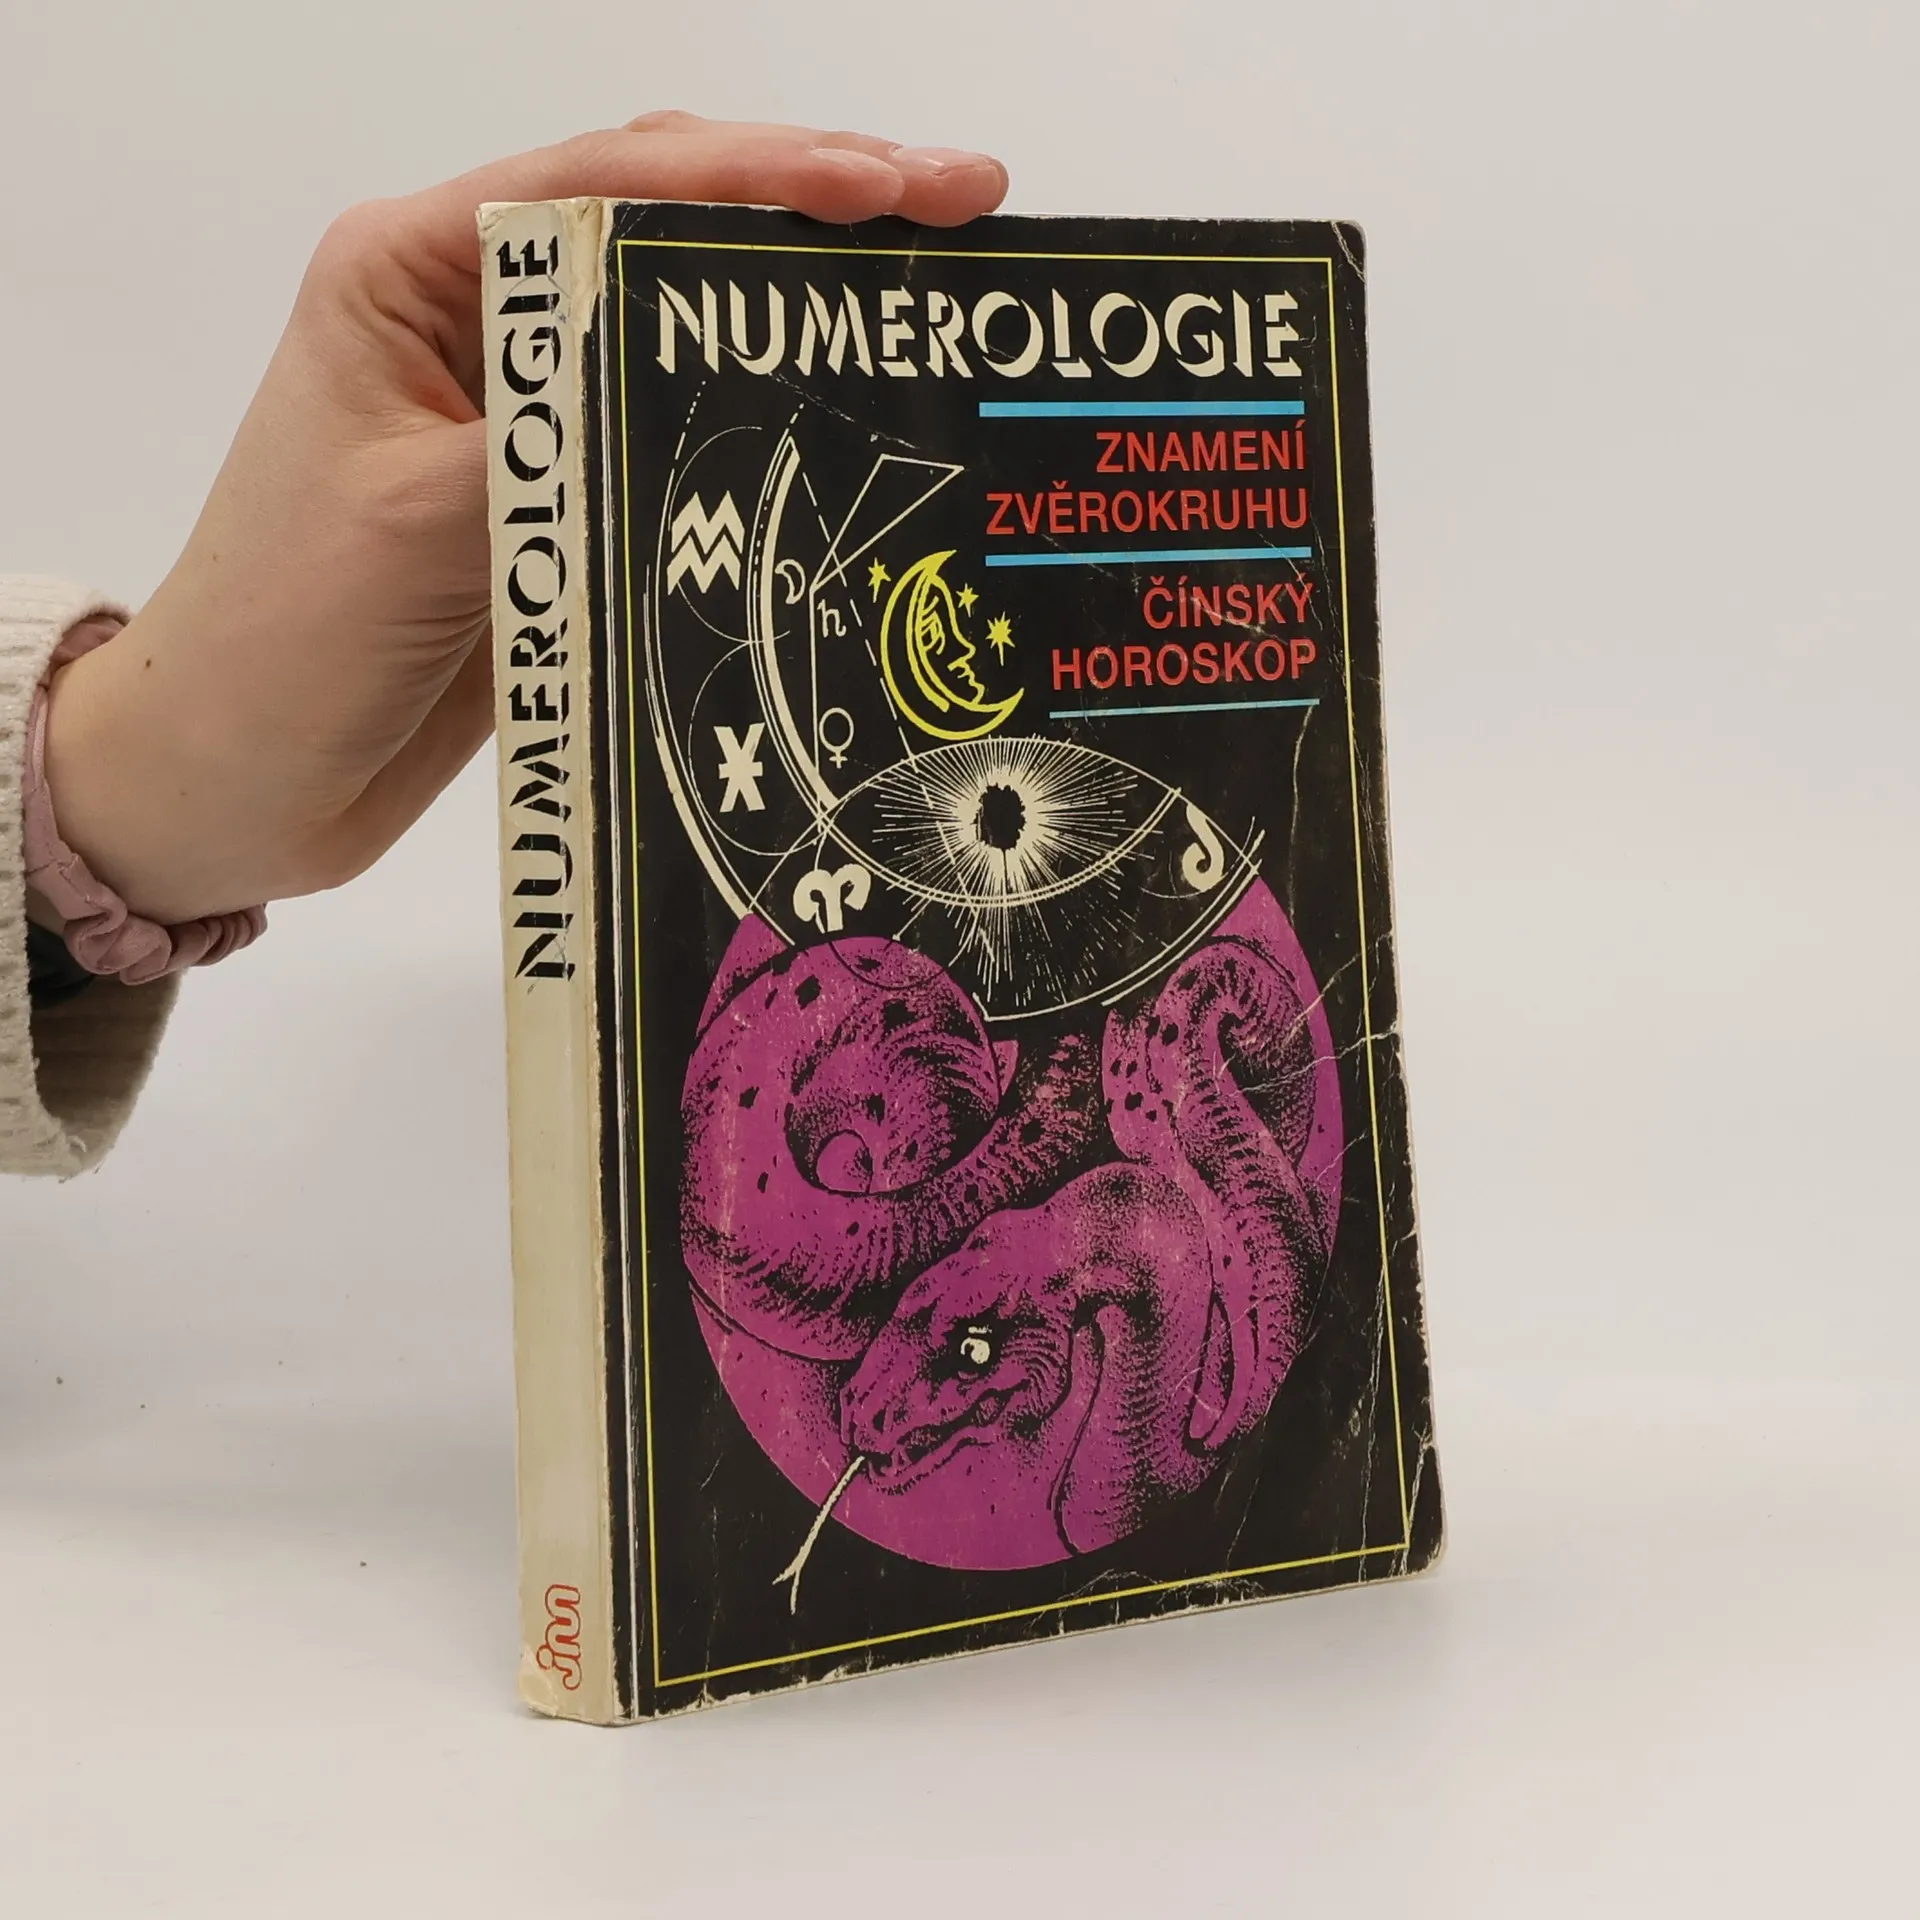 NUMEROLOGIE
NUMEROLOGIE
ZNAMENÍ
ZVĚROKRUHU
ČÍNSKÝ
HOROSKOP